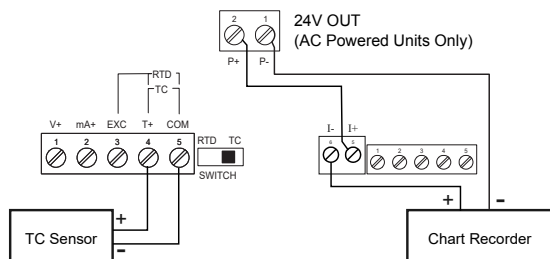 24V OUT
(AC Powered Units Only)
2 1
P+ P-
RTD
TC
V+ mA+ EXC T+ COM
1 2 3 4 5
RTD TC
SWITCH
I- I+
6 5
1 2 3 4 5
+
-
TC Sensor
+ -
Chart Recorder